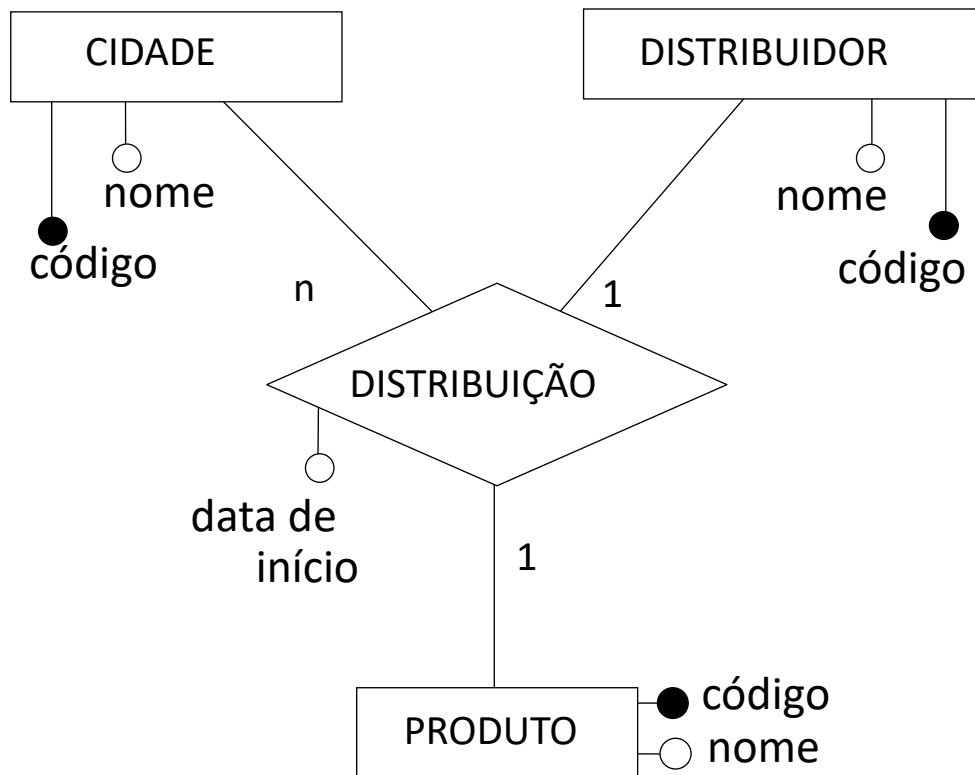 CIDADE
DISTRIBUIDOR
nome
código
nome
código
n
1
DISTRIBUIÇÃO
data de
início
1
PRODUTO
código
nome